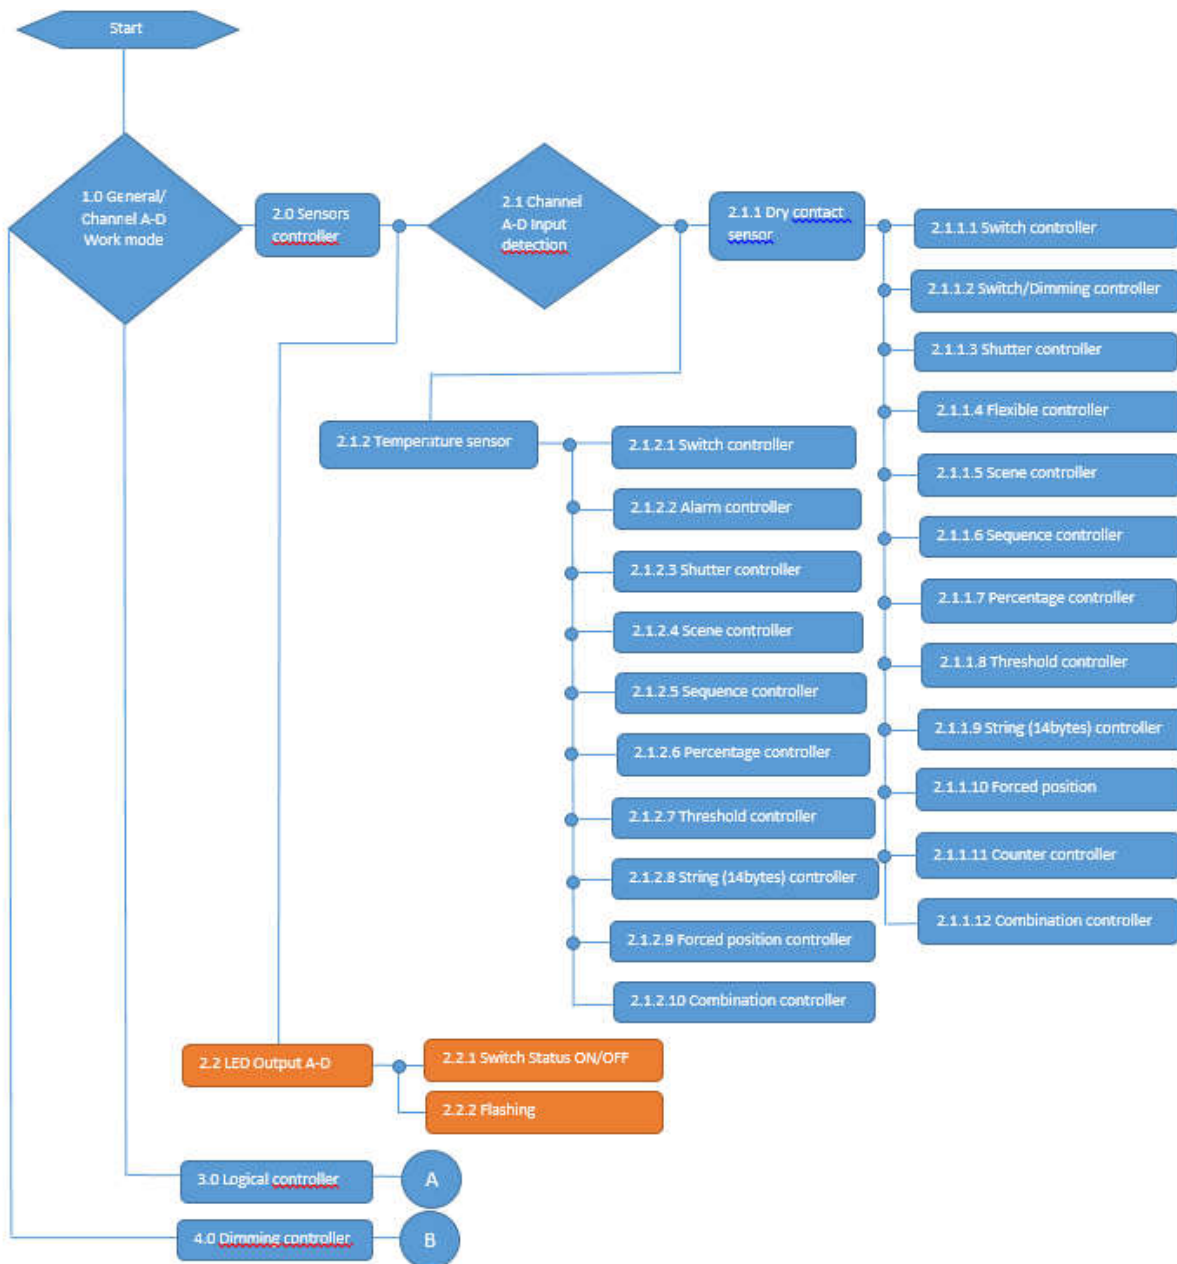 Start
1.0 General/
Channel A-D
Work mode
2.0 Sensors
controller
2.1 Channel
A-D Input
detection
2.1.1 Dry contact
sensor
2.1.1.1 Switch controller
2.1.1.2 Switch/Dimming controller
2.1.1.3 Shutter controller
2.1.1.4 Flexible controller
2.1.1.5 Scene controller
2.1.1.6 Sequence controller
2.1.1.7 Percentage controller
2.1.1.8 Threshold controller
2.1.1.9 String (14bytes) controller
2.1.1.10 Forced position
2.1.1.11 Counter controller
2.1.1.12 Combination controller
2.1.2 Temperature sensor
2.1.2.1 Switch controller
2.1.2.2 Alarm controller
2.1.2.3 Shutter controller
2.1.2.4 Scene controller
2.1.2.5 Sequence controller
2.1.2.6 Percentage controller
2.1.2.7 Threshold controller
2.1.2.8 String (14bytes) controller
2.1.2.9 Forced position controller
2.1.2.10 Combination controller
2.2 LED Output A-D
2.2.1 Switch Status ON/OFF
2.2.2 Flashing
3.0 Logical controller
A
4.0 Dimming controller
B